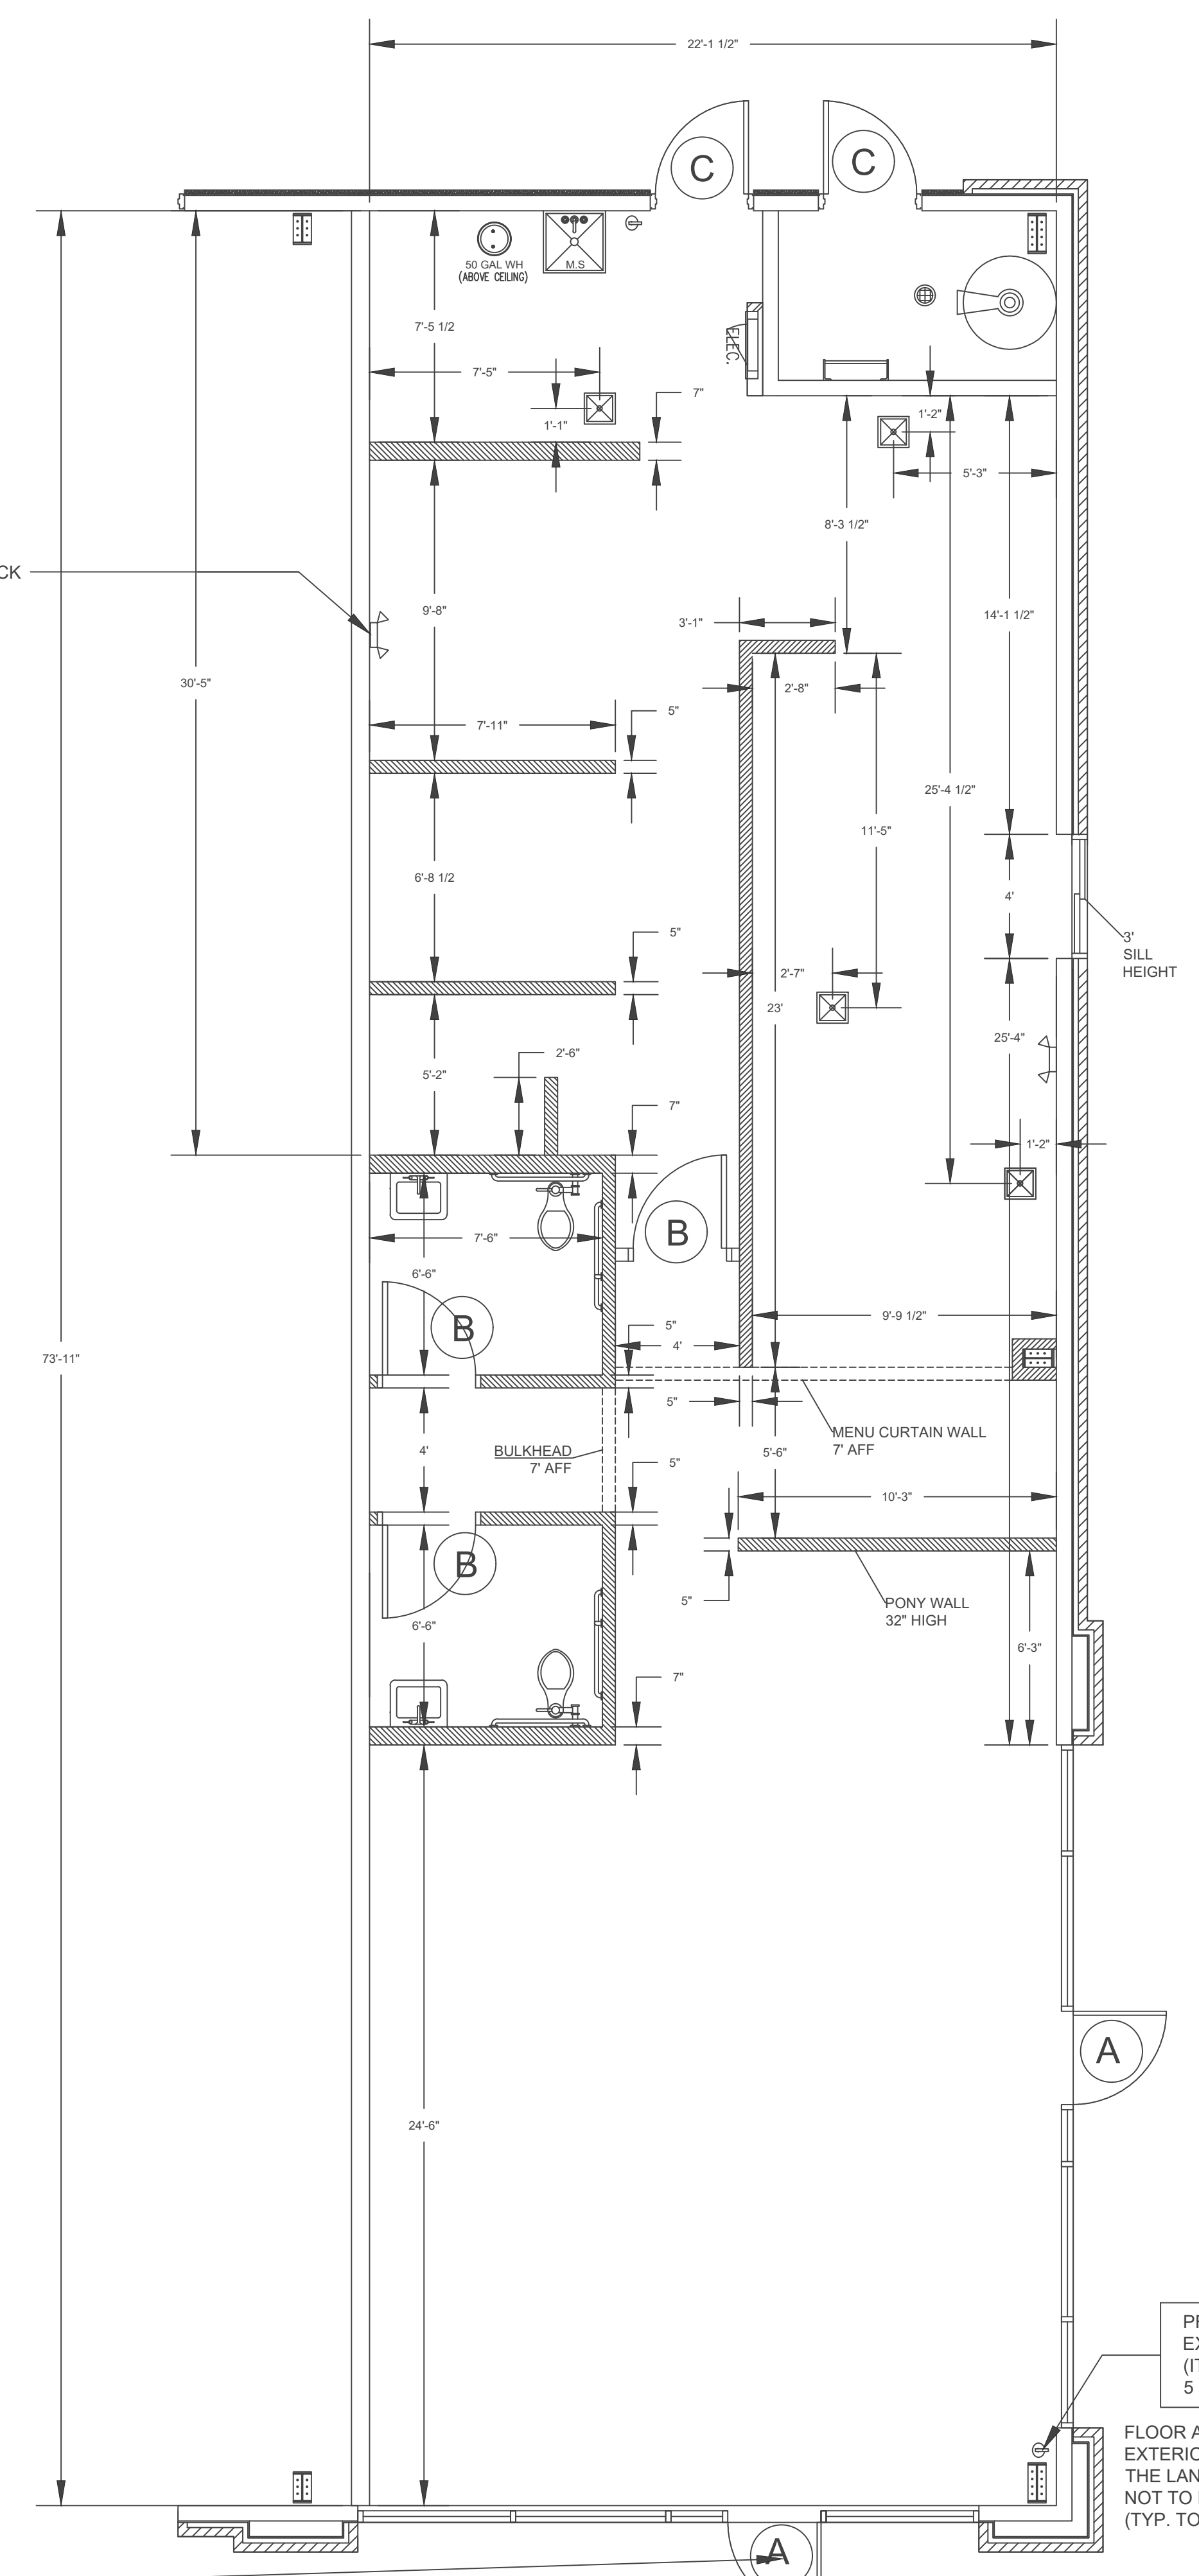 22'-1 1/2"
C
C
50 GAL WH
(ABOVE CEILING)
M.S
7'-5 1/2
ELEC.
7'-5"
7"
1'-1"
1'-2"
5'-3"
8'-3 1/2"
CK
9'-8"
3'-1"
14'-1 1/2"
30'-5"
2'-8"
7'-11"
5"
25'-4 1/2"
11'-5"
6'-8 1/2
4'
5"
3'
SILL
HEIGHT
2'-7"
23'
25'-4"
2'-6"
5'-2"
7"
1'-2"
B
7'-6"
6'-6"
9'-9 1/2"
B
5"
4'
73'-11"
5"
MENU CURTAIN WALL
7' AFF
4'
BULKHEAD
7' AFF
5'-6"
5"
10'-3"
B
5"
PONY WALL
32" HIGH
6'-6"
6'-3"
7"
A
24'-6"
5
FLOOR A
THE LAN
NOT TO
(TYP. TO
A